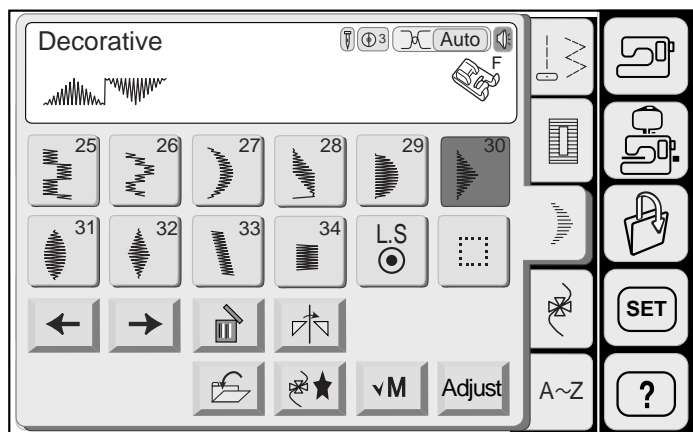 Decorative
3
Auto
F
25 26 27 28 29 30
31 32 33 34 L.S
M Adjust
A~Z
SET
?